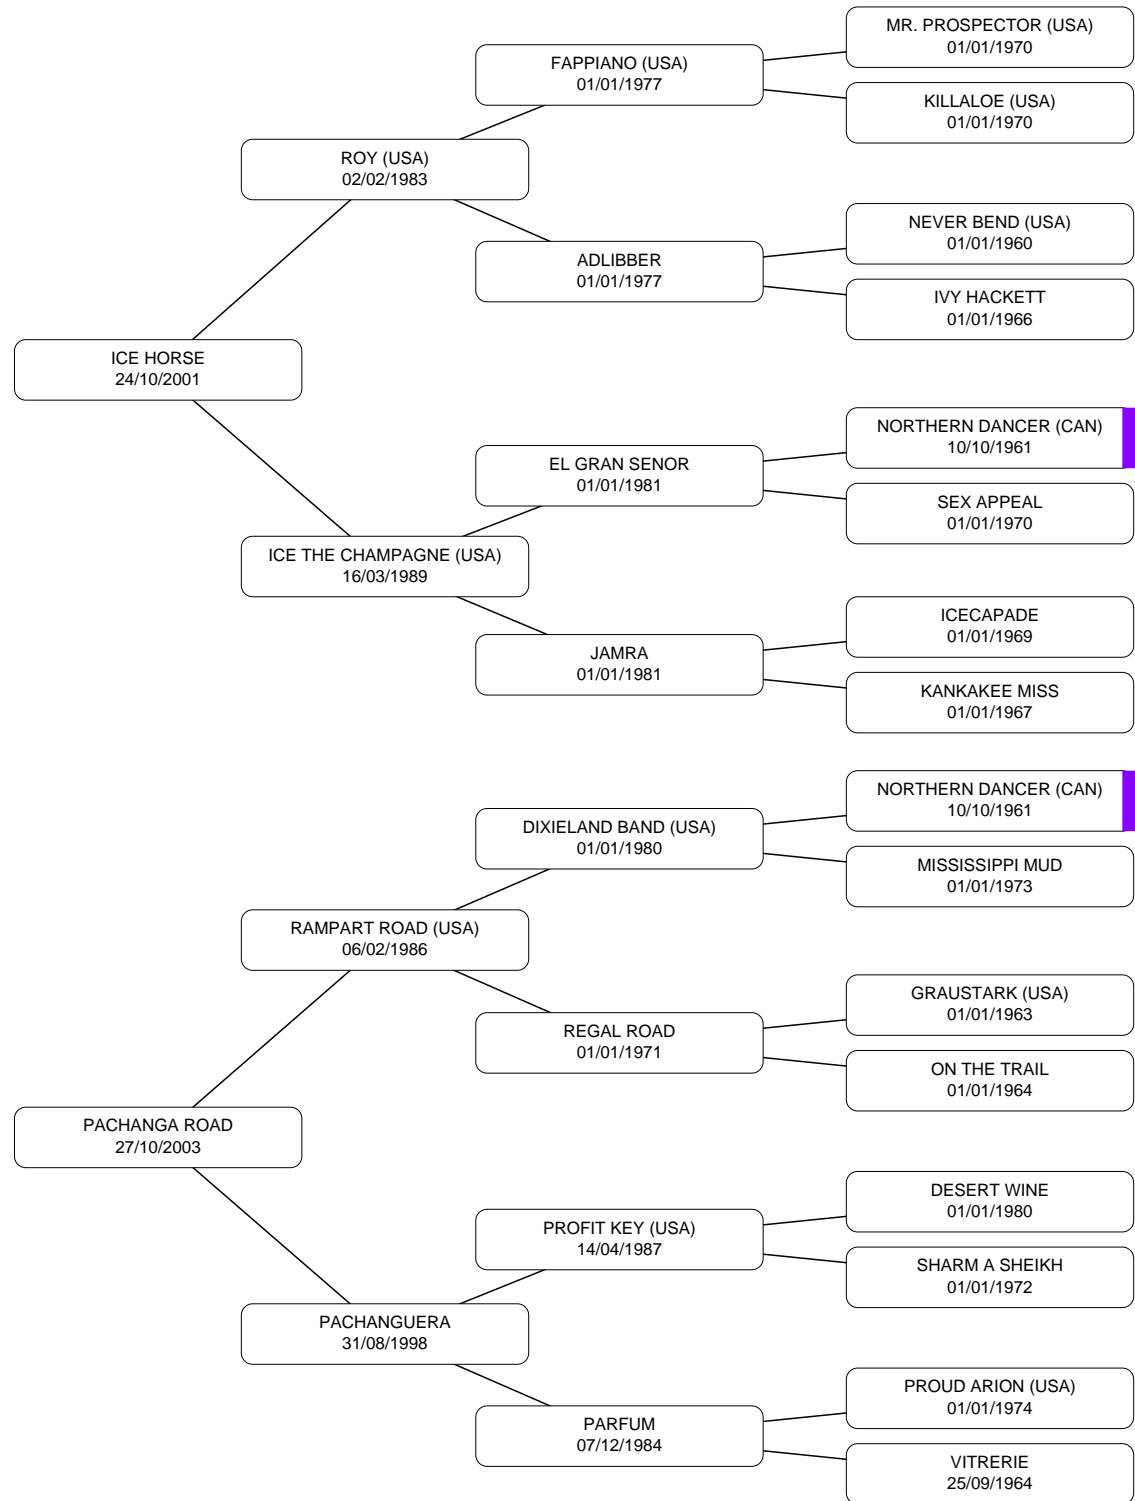 MR. PROSPECTOR (USA)
01/01/1970
FAPPIANO (USA)
01/01/1977
KILLALOE (USA)
01/01/1970
ROY (USA)
02/02/1983
NEVER BEND (USA)
01/01/1960
ADLIBBER
01/01/1977
IVY HACKETT
01/01/1966
ICE HORSE
24/10/2001
NORTHERN DANCER (CAN)
10/10/1961
EL GRAN SENOR
01/01/1981
SEX APPEAL
01/01/1970
ICE THE CHAMPAGNE (USA)
16/03/1989
ICECAPADE
01/01/1969
JAMRA
01/01/1981
KANKAKEE MISS
01/01/1967
NORTHERN DANCER (CAN)
10/10/1961
DIXIELAND BAND (USA)
01/01/1980
MISSISSIPPI MUD
01/01/1973
RAMPART ROAD (USA)
06/02/1986
GRAUSTARK (USA)
01/01/1963
REGAL ROAD
01/01/1971
ON THE TRAIL
01/01/1964
PACHANGA ROAD
27/10/2003
DESERT WINE
01/01/1980
PROFIT KEY (USA)
14/04/1987
SHARM A SHEIKH
01/01/1972
PACHANGUERA
31/08/1998
PROUD ARION (USA)
01/01/1974
PARFUM
07/12/1984
VITRERIE
25/09/1964